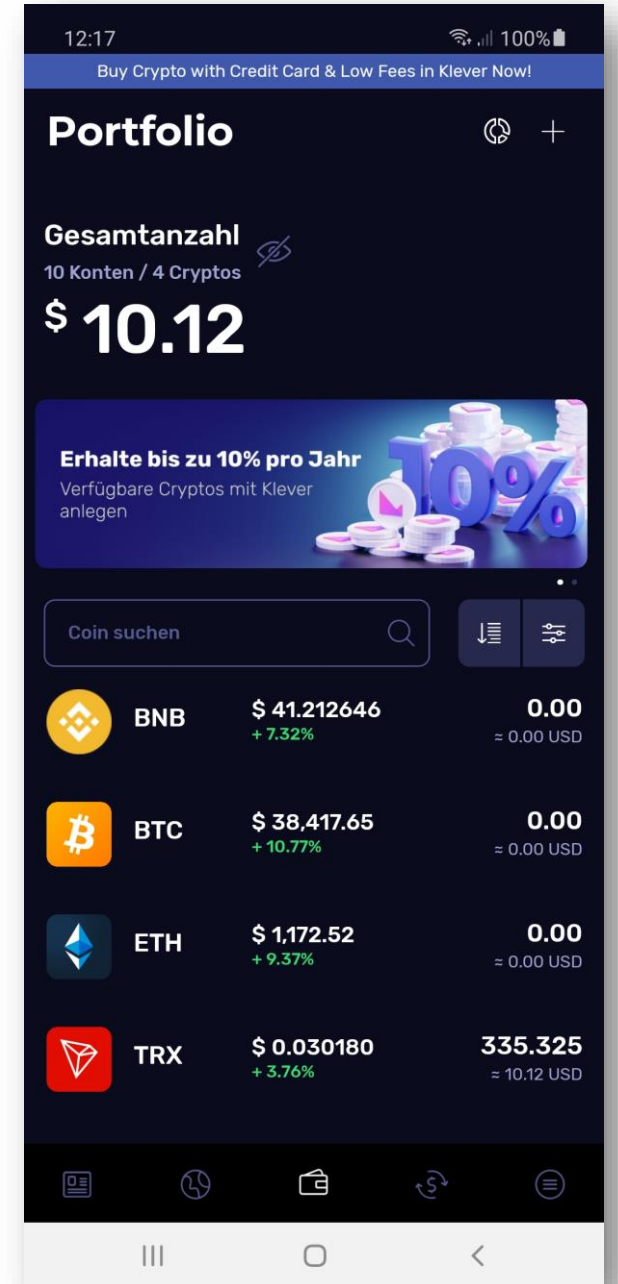 12:17 100%
Buy Crypto with Credit Card & Low Fees in Klever Now!
Portfolio
Gesamtanzahl
10 Konten / 4 Cryptos
$ 10.12
Erhalte bis zu 10% pro Jahr
Verfügbare Cryptos mit Klever
anlegen
10%
Coin suchen
BNB $ 41.212646 0.00
+ 7.32% ≈ 0.00 USD
BTC $ 38,417.65 0.00
+ 10.77% ≈ 0.00 USD
ETH $ 1,172.52 0.00
+ 9.37% ≈ 0.00 USD
TRX $ 0.030180 335.325
+ 3.76% ≈ 10.12 USD